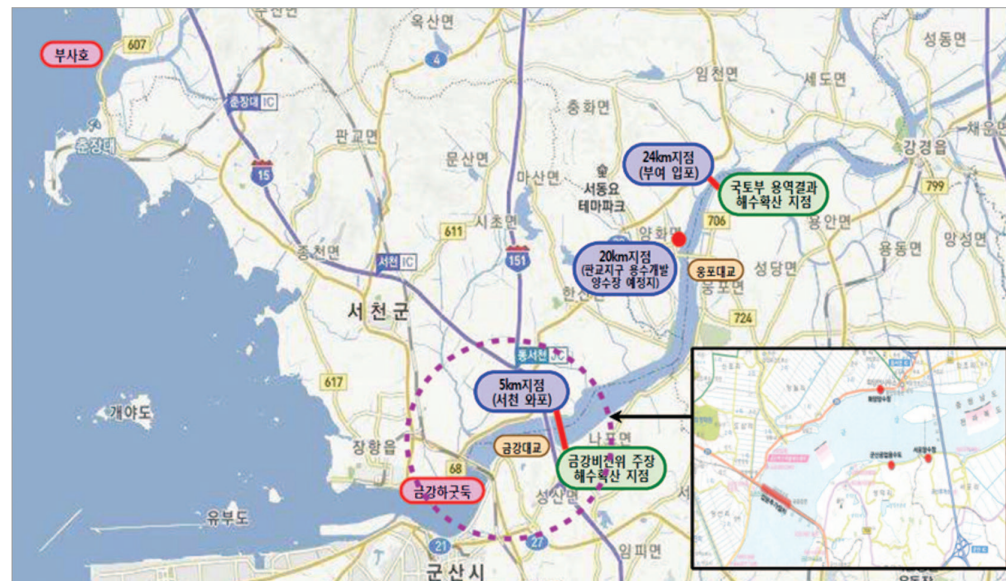 옥산면
성동면
부사호
607
4
임천면
세도면
춘장대 IC
충화면
채운면
춘장대
판교면
강경읍
24km지점
(부여 입포)
문산면
15
서동요
테마파크
마산면
국토부 용역결과
해수확산 지점
799
706
시초면
용안면
611
양화면
망성면
종천면
151
20km지점
(판교지구 용수개발
양수장 예정지)
용동면
서천 IC
웅포대교
성당면
한산면
웅포면
서천군
724
동서천 JC
617
5km지점
(서천 와포)
개야도
장항읍
금강대교
나포면
68
금강비전위 주장
해수확산 지점
금강하굿둑
성산면
유부도
21
27
임피면
군산시